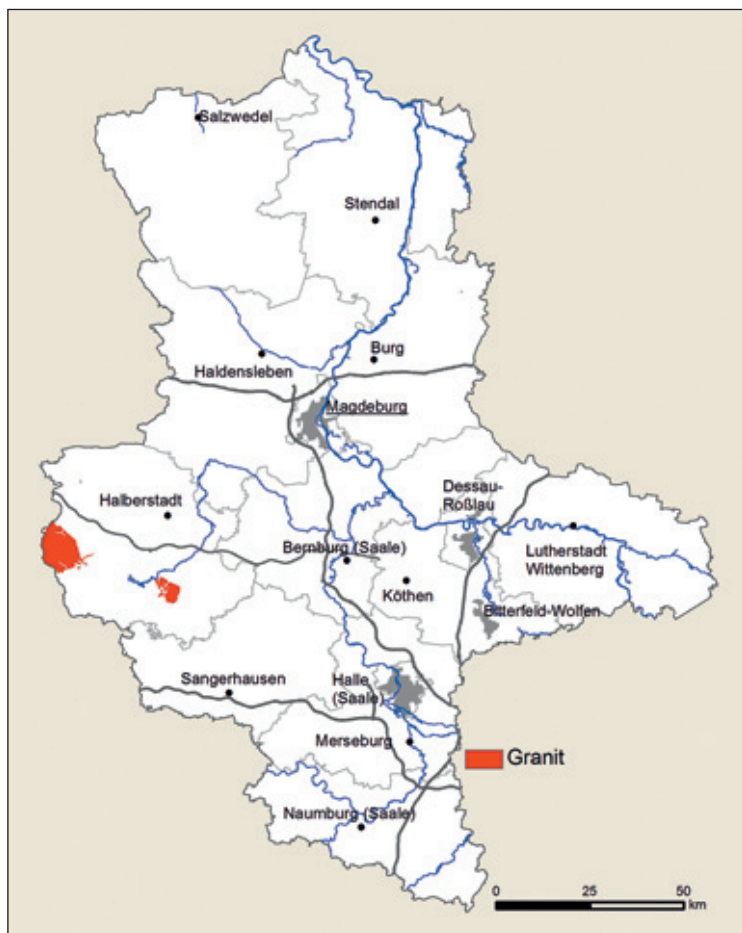 Salzwedel
Stendal
Burg
Haldensleben
Magdeburg
Dessau-
Roßlau
Halberstadt
Lutherstadt
Wittenberg
Bernburg (Saale)
Köthen
Bitterfeld-Wolfen
Sangerhausen
Halle
(Saale)
Merseburg
Granit
Naumburg (Saale)
0 25 50
km